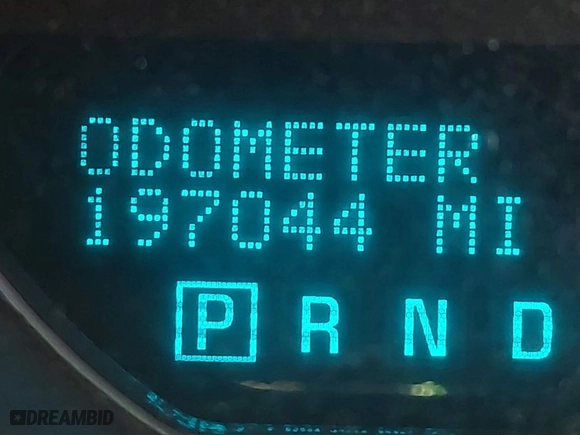 ODOMETER
197044 MI
P R N D
DREAMBID